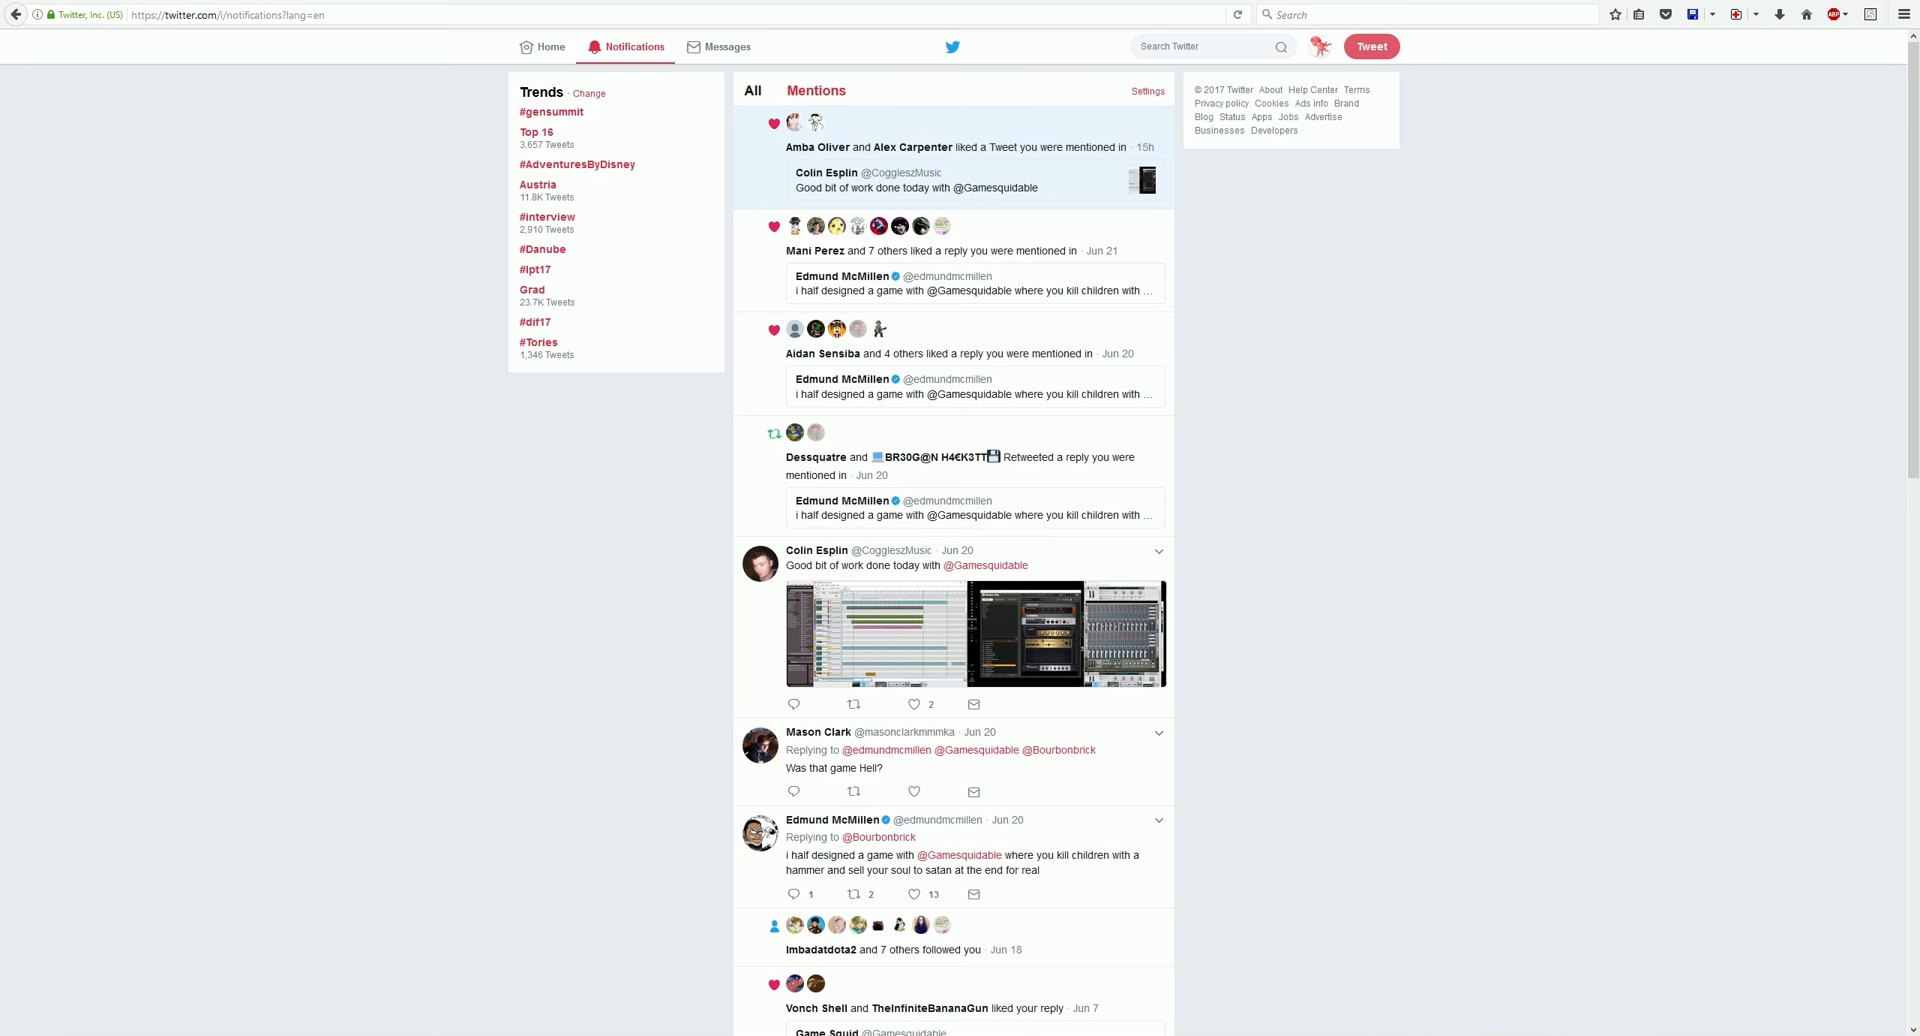 Twitter, Inc. (US)
https://twitter.com/i/notifications?lang=en
Search
Home
Notifications
Messages
Search Twitter
Tweet
Trends · Change
#gensummit
Top 16
3,657 Tweets
#AdventuresByDisney
Austria
11.8K Tweets
#interview
2,910 Tweets
#Danube
#lpt17
Grad
23.7K Tweets
#dif17
#Tories
1,346 Tweets
All
Mentions
Settings
Amba Oliver and Alex Carpenter liked a Tweet you were mentioned in · 15h
Colin Esplin @CoggleszMusic
Good bit of work done today with @Gamesquidable
Mani Perez and 7 others liked a reply you were mentioned in · Jun 21
Edmund McMillen @edmundmcmillen
i half designed a game with @Gamesquidable where you kill children with ...
Aidan Sensiba and 4 others liked a reply you were mentioned in · Jun 20
Edmund McMillen @edmundmcmillen
i half designed a game with @Gamesquidable where you kill children with ...
Dessquatre and 💻BR30G@N H4€K3TT💾 Retweeted a reply you were
mentioned in · Jun 20
Edmund McMillen @edmundmcmillen
i half designed a game with @Gamesquidable where you kill children with ...
Colin Esplin @CoggleszMusic · Jun 20
Good bit of work done today with @Gamesquidable
2
Mason Clark @masonclarkmmmka · Jun 20
Replying to @edmundmcmillen @Gamesquidable @Bourbonbrick
Was that game Hell?
Edmund McMillen @edmundmcmillen · Jun 20
Replying to @Bourbonbrick
i half designed a game with @Gamesquidable where you kill children with a
hammer and sell your soul to satan at the end for real
1 2 13
Imbadatdota2 and 7 others followed you · Jun 18
Vonch Shell and TheInfiniteBananaGun liked your reply · Jun 7
Game Squid @Gamesquidable
© 2017 Twitter About Help Center Terms
Privacy policy Cookies Ads info Brand
Blog Status Apps Jobs Advertise
Businesses Developers
ABP